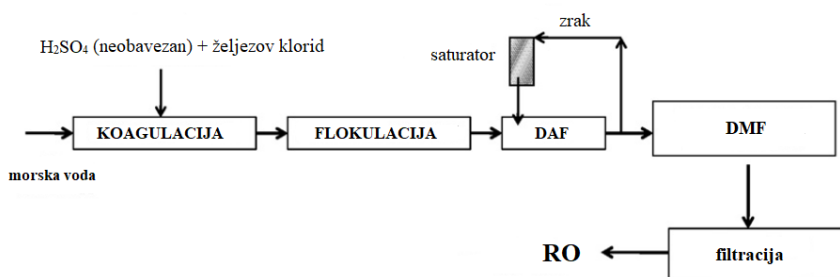 zrak
H₂SO₄ (neobavezan) + željezov klorid
saturator
KOAGULACIJA
FLOKULACIJA
DAF
DMF
morska voda
RO
filtracija